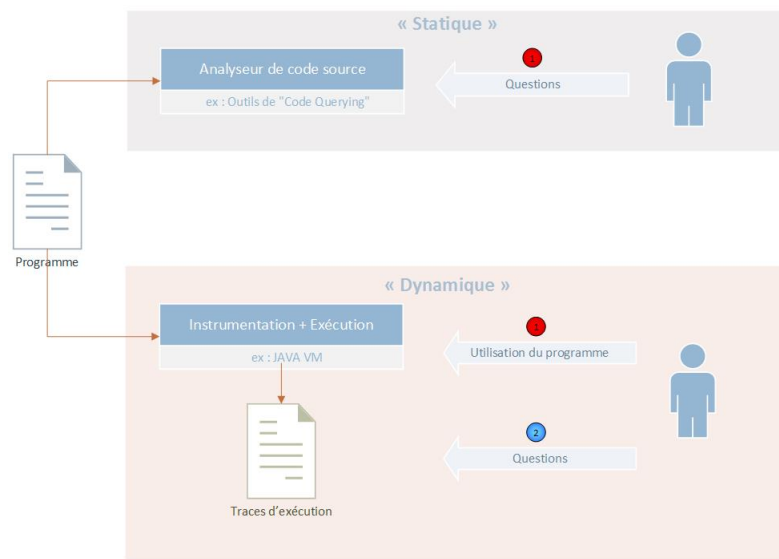 « Statique »
Analyseur de code source
ex : Outils de "Code Querying"
1
Questions
Programme
« Dynamique »
Instrumentation + Exécution
ex : JAVA VM
1
Utilisation du programme
2
Questions
Traces d'exécution